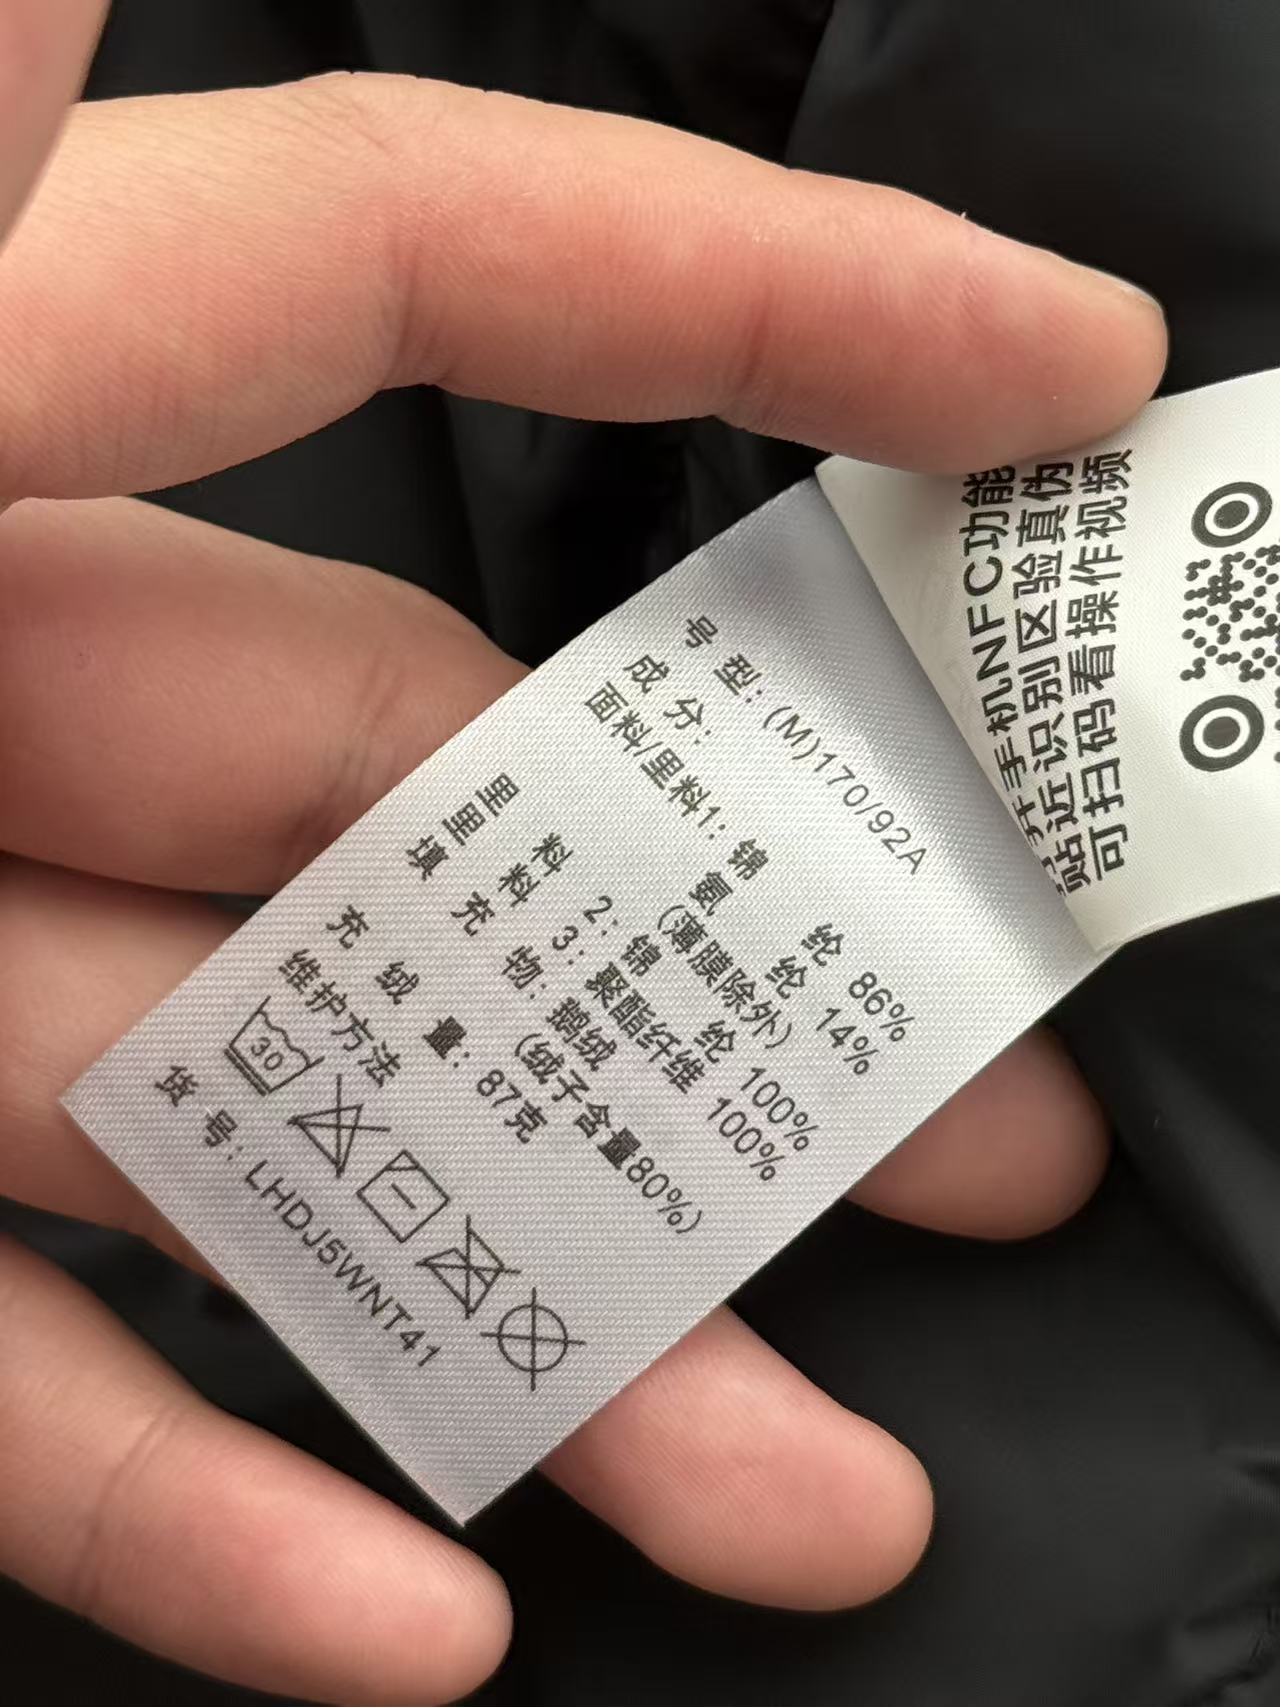 号型：(M)170/92A
成分：
面料/里料1：锦纶 86%
氨纶 14%
(薄膜除外)
里料2：锦纶 100%
里料3：聚酯纤维 100%
填充物：鹅绒
(绒子含量80%)
充绒量：87克
维护方法
30
货号：LHDJ5WNT41
开手机NFC功能
贴近识别区验真伪
可扫码看操作视频